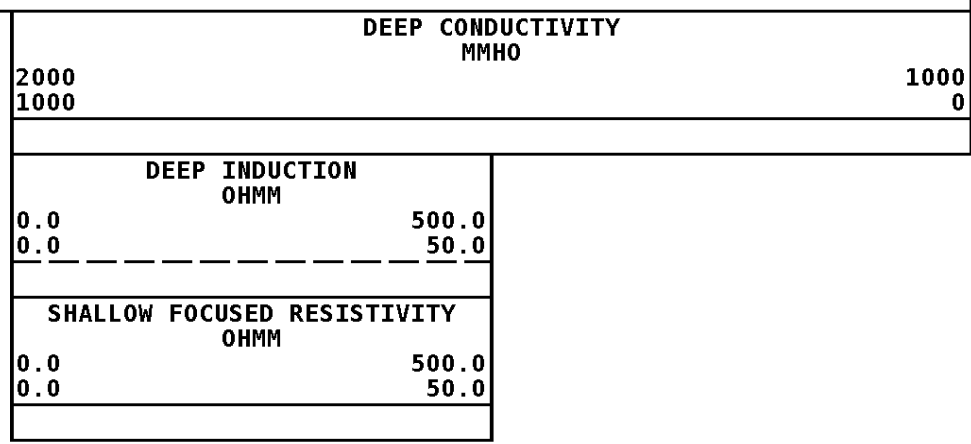 DEEP CONDUCTIVITY
MMHO
2000 1000
1000 0
DEEP INDUCTION
OHMM
0.0 500.0
0.0 50.0
SHALLOW FOCUSED RESISTIVITY
OHMM
0.0 500.0
0.0 50.0